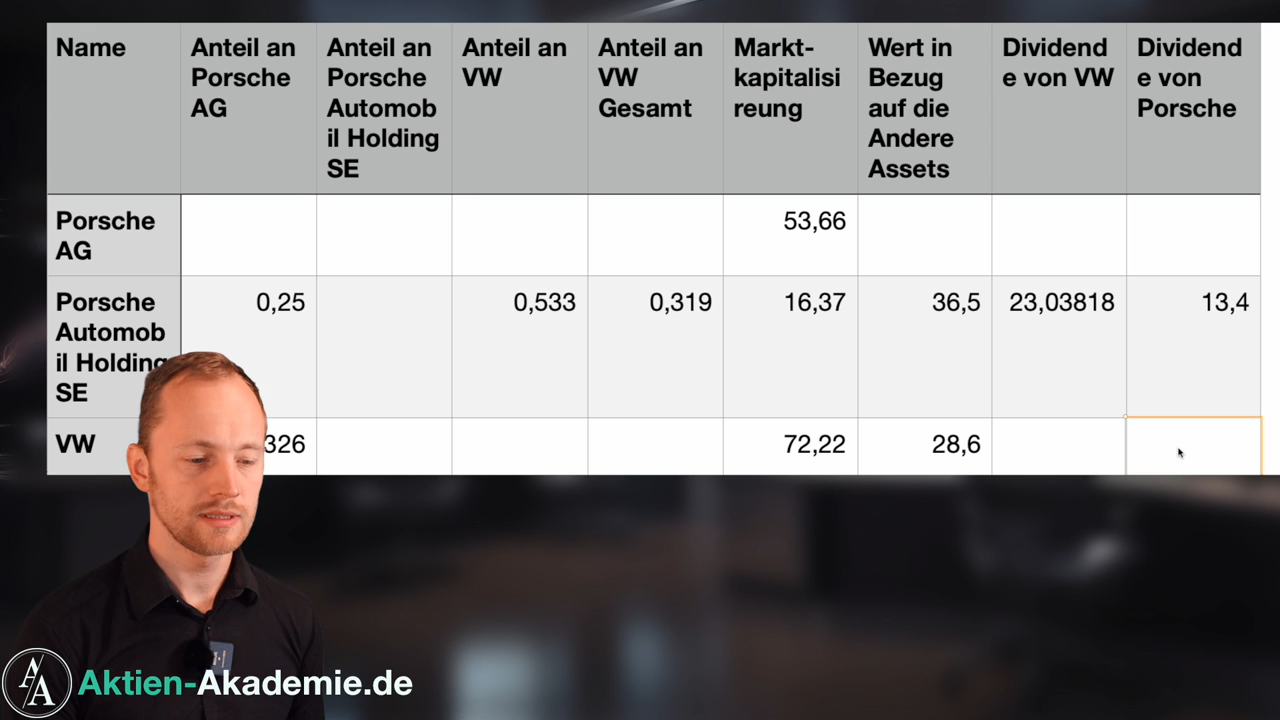 Name
Anteil an
Porsche
AG
Anteil an
Porsche
Automob
il Holding
SE
Anteil an
VW
Anteil an
VW
Gesamt
Markt-
kapitalisi
reung
Wert in
Bezug
auf die
Andere
Assets
Dividend
e von VW
Dividend
e von
Porsche
Porsche
AG
53,66
Porsche
Automob
il Holding
SE
0,25
0,533
0,319
16,37
36,5
23,03818
13,4
VW
326
72,22
28,6
AA
Aktien-Akademie.de